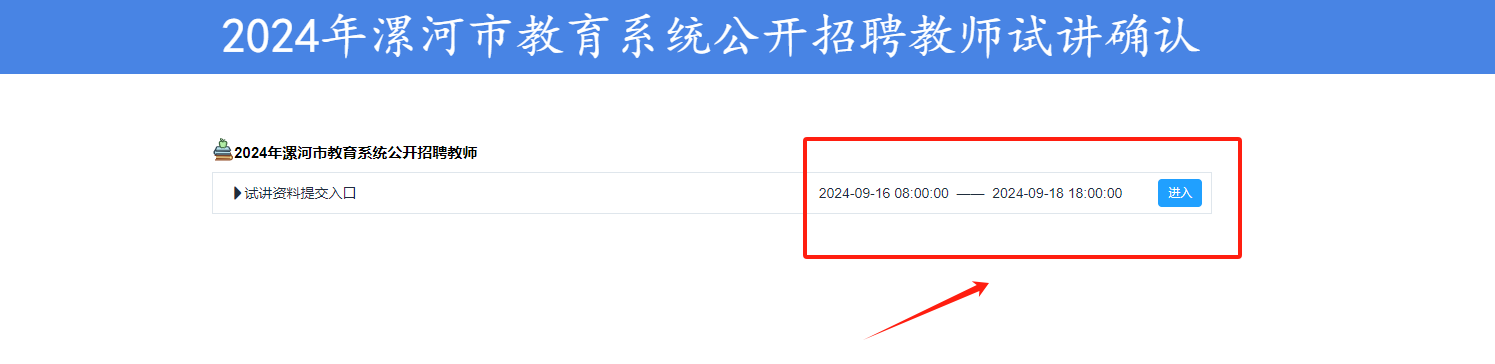 2024年漯河市教育系统公开招聘教师试讲确认
2024年漯河市教育系统公开招聘教师
试讲资料提交入口 2024-09-16 08:00:00 —— 2024-09-18 18:00:00 进入